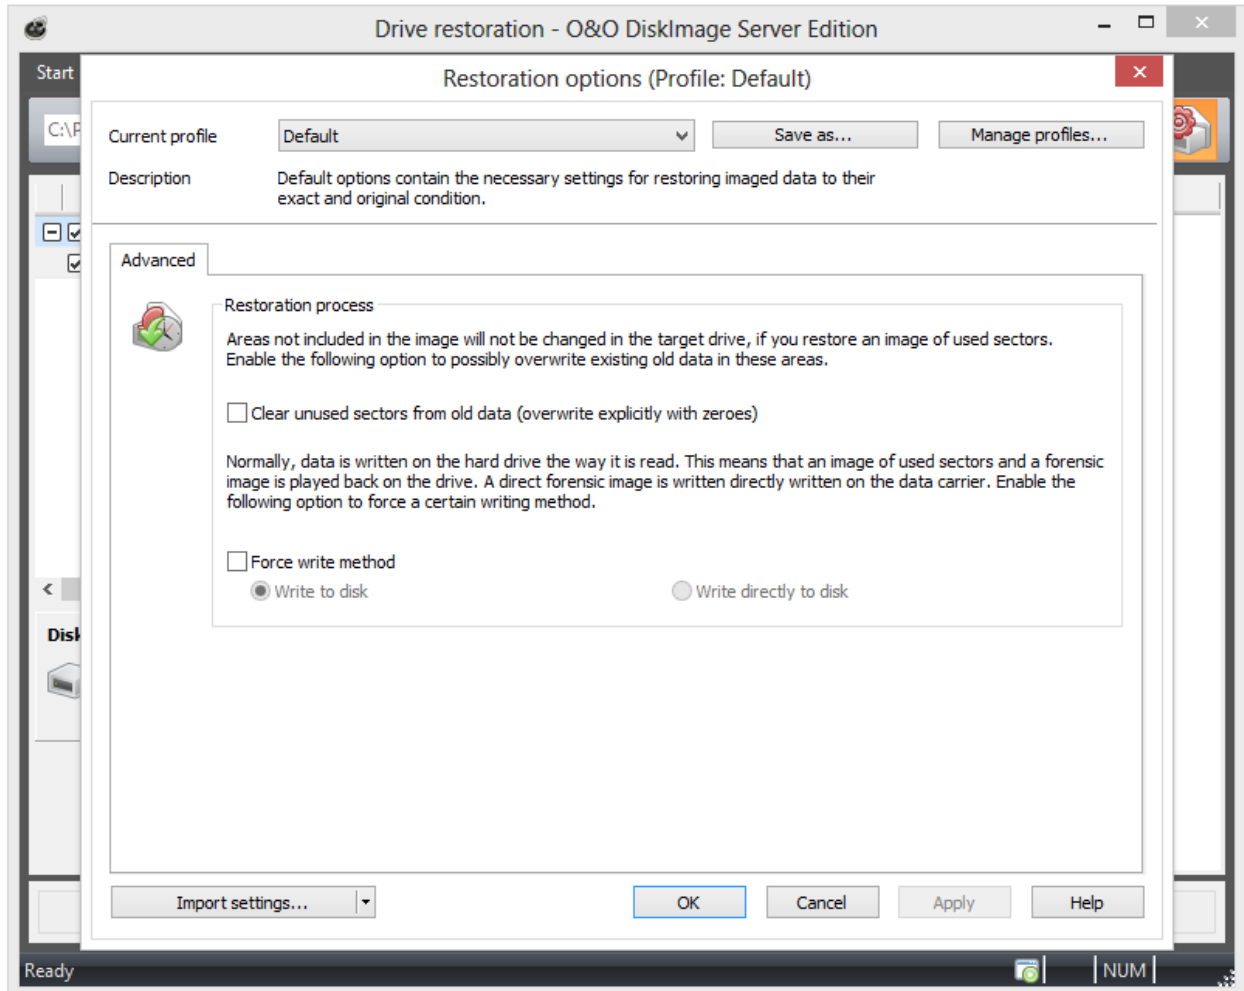 Drive restoration - O&O DiskImage Server Edition
Start
Restoration options (Profile: Default)
C:\P
Current profile
Default
Save as...
Manage profiles...
Description
Default options contain the necessary settings for restoring imaged data to their
exact and original condition.
Advanced
Restoration process
Areas not included in the image will not be changed in the target drive, if you restore an image of used sectors.
Enable the following option to possibly overwrite existing old data in these areas.
Clear unused sectors from old data (overwrite explicitly with zeroes)
Normally, data is written on the hard drive the way it is read. This means that an image of used sectors and a forensic
image is played back on the drive. A direct forensic image is written directly written on the data carrier. Enable the
following option to force a certain writing method.
Force write method
Write to disk
Write directly to disk
Disk
Import settings...
OK
Cancel
Apply
Help
Ready
NUM